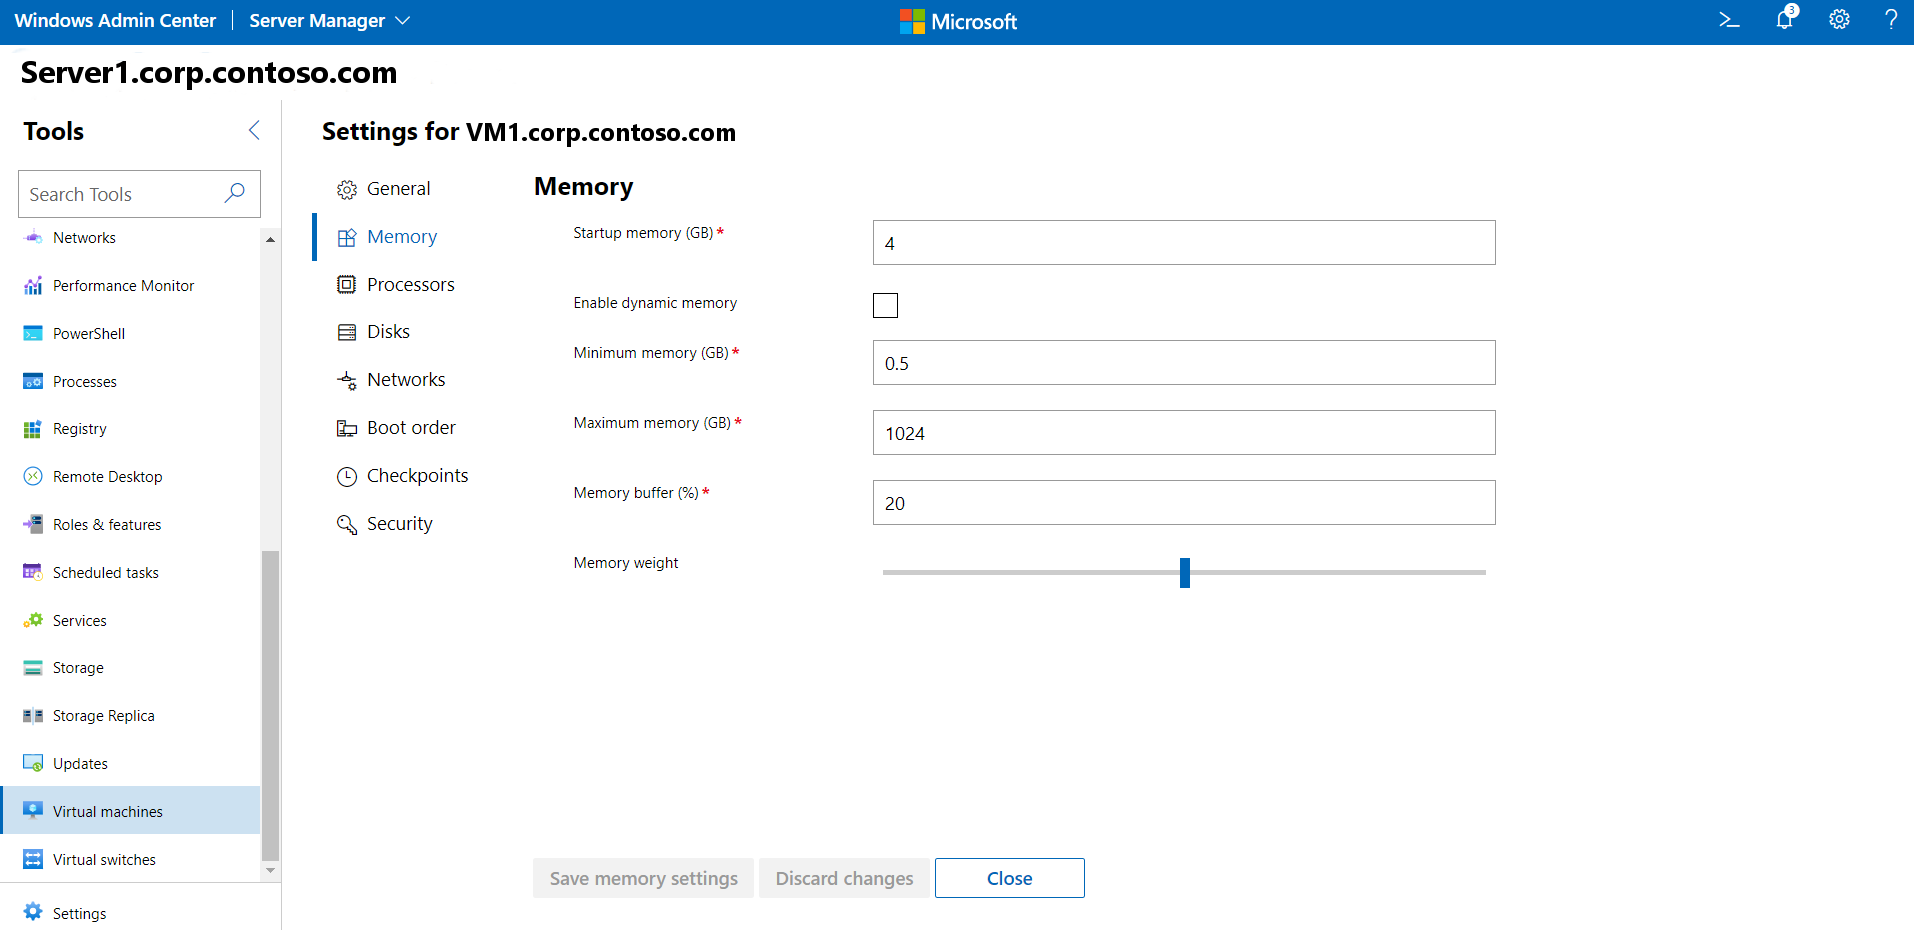 Windows Admin Center | Server Manager
Microsoft
3
?
Server1.corp.contoso.com
Tools
Search Tools
Networks
Performance Monitor
PowerShell
Processes
Registry
Remote Desktop
Roles & features
Scheduled tasks
Services
Storage
Storage Replica
Updates
Virtual machines
Virtual switches
Settings
Settings for VM1.corp.contoso.com
General
Memory
Processors
Disks
Networks
Boot order
Checkpoints
Security
Memory
Startup memory (GB) *
4
Enable dynamic memory
Minimum memory (GB) *
0.5
Maximum memory (GB) *
1024
Memory buffer (%) *
20
Memory weight
Save memory settings
Discard changes
Close